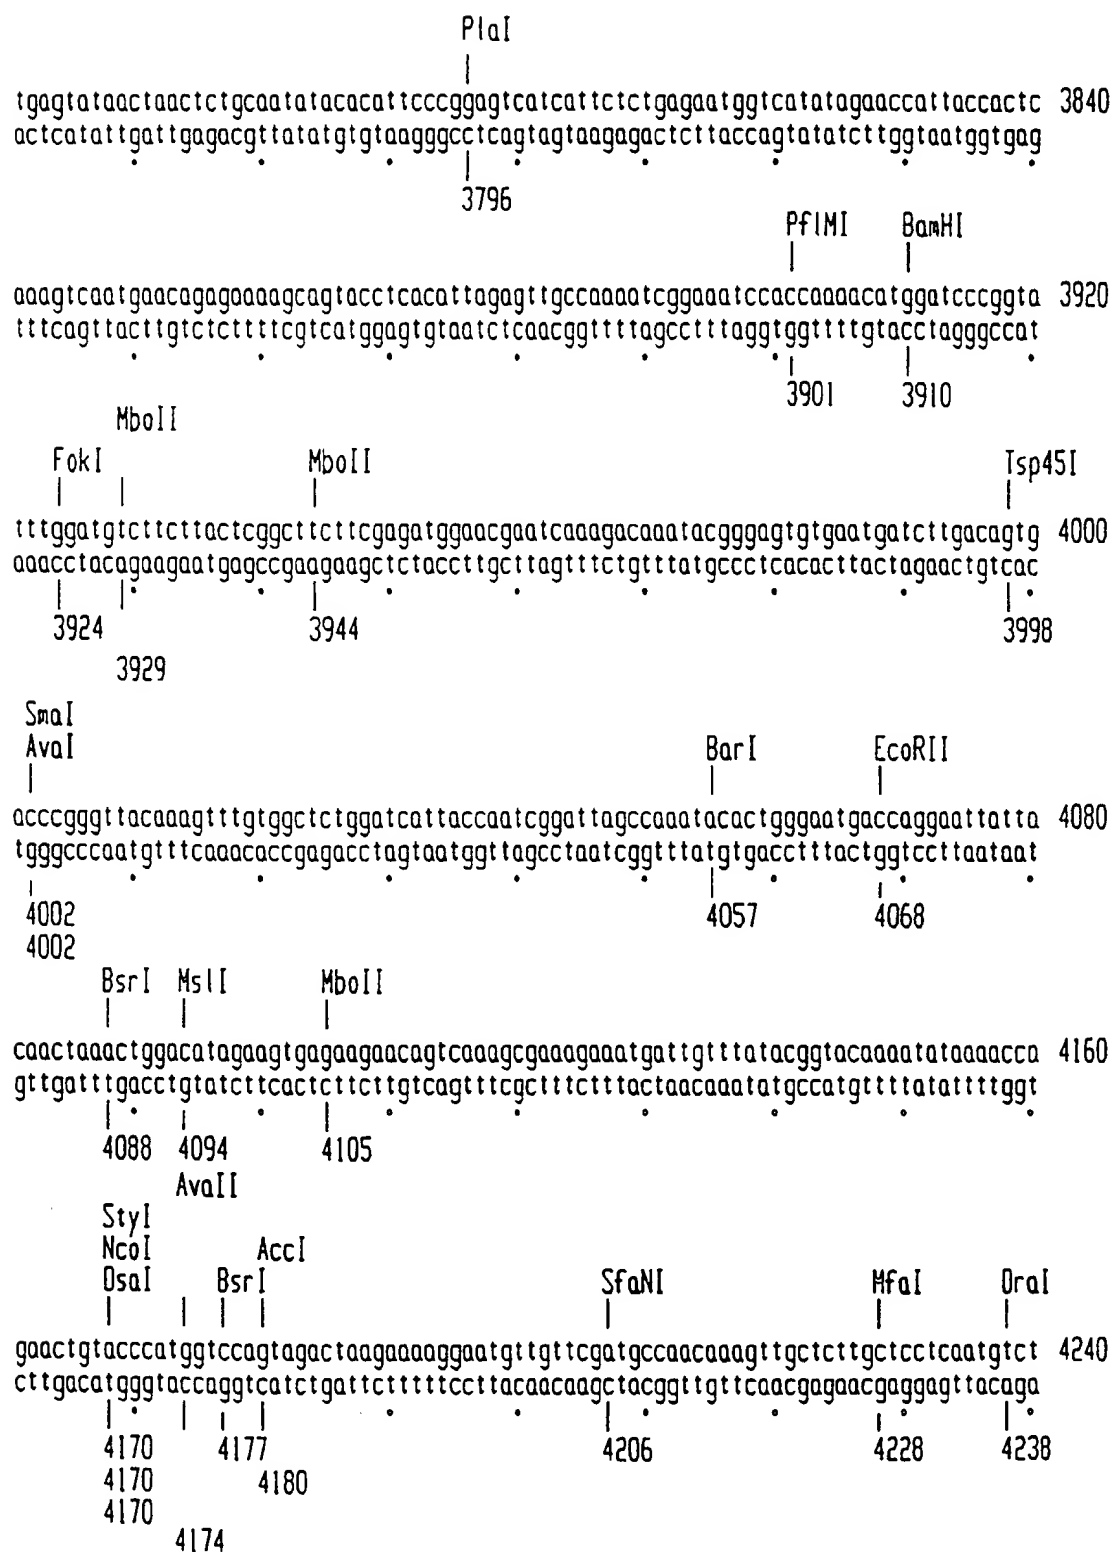 PlaI
tgagtataactaactctgcaatatacacattcccggagtcatcattctctgagaatggtcatatagaaccattaccactc 3840
actcatattgattgagacgttatatgtgtaagggcctcagtagtaagagactcttaccagtatatcttggtaatggtgag
3796
PflMI BamHI
aaagtcaatgaacagagaaaagcagtacctcacattagagttgccaaaatcggaaatccaccaaaacatggatcccggta 3920
tttcagttacttgtctcttttcgtcatggagtgtaatctcaacggttttagcctttaggtggttttgtacctagggccat
3901 3910
MboII
FokI MboII Tsp45I
tttggatgtcttcttactcggcttcttcgagatggaacgaatcaaagacaaatacgggagtgtgaatgatcttgacagtg 4000
aaacctacagaagaatgagccgaagaagctctaccttgcttagtttctgtttatgccctcacacttactagaactgtcac
3924 3944 3998
3929
SmaI
AvaI BarI EcoRII
acccgggttacaaagtttgtggctctggatcattaccaatcggattagccaaatacactgggaatgaccaggaattatta 4080
tgggcccaatgtttcaaacaccgagacctagtaatggttagcctaatcggtttatgtgacctttactggtccttaataat
4002 4057 4068
4002
BsrI MslI MboII
caactaaactggacatagaagtgagaagaacagtcaaagcgaaagaaatgattgtttatacggtacaaaatataaaacca 4160
gttgatttgacctgtatcttcactcttcttgtcagtttcgctttctttactaacaaatatgccatgttttatattttggt
4088 4094 4105
AvaII
StyI
NcoI AccI
DsaI BsrI SfaNI MfaI DraI
gaactgtacccatggtccagtagactaagaaaaggaatgttgttcgatgccaacaaagttgctcttgctcctcaatgtct 4240
cttgacatgggtaccaggtcatctgattctttttccttacaacaagctacggttgttcaacgagaacgaggagttacaga
4170 4177 4206 4228 4238
4170 4180
4170
4174